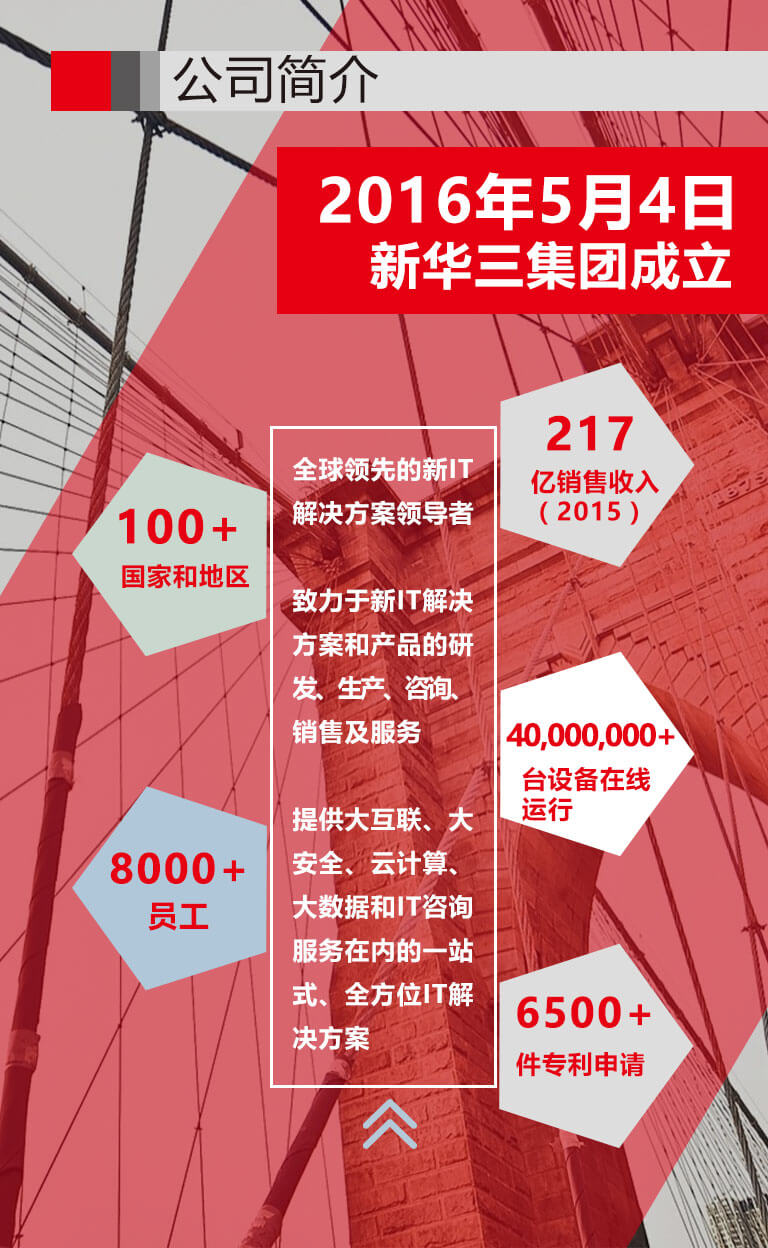 公司简介
2016年5月4日
新华三集团成立
217
亿销售收入
（2015）
100+
国家和地区
全球领先的新IT
解决方案领导者
致力于新IT解决
方案和产品的研
发、生产、咨询、
销售及服务
40,000,000+
台设备在线
运行
8000+
员工
提供大互联、大
安全、云计算、
大数据和IT咨询
服务在内的一站
式、全方位IT解
决方案
6500+
件专利申请